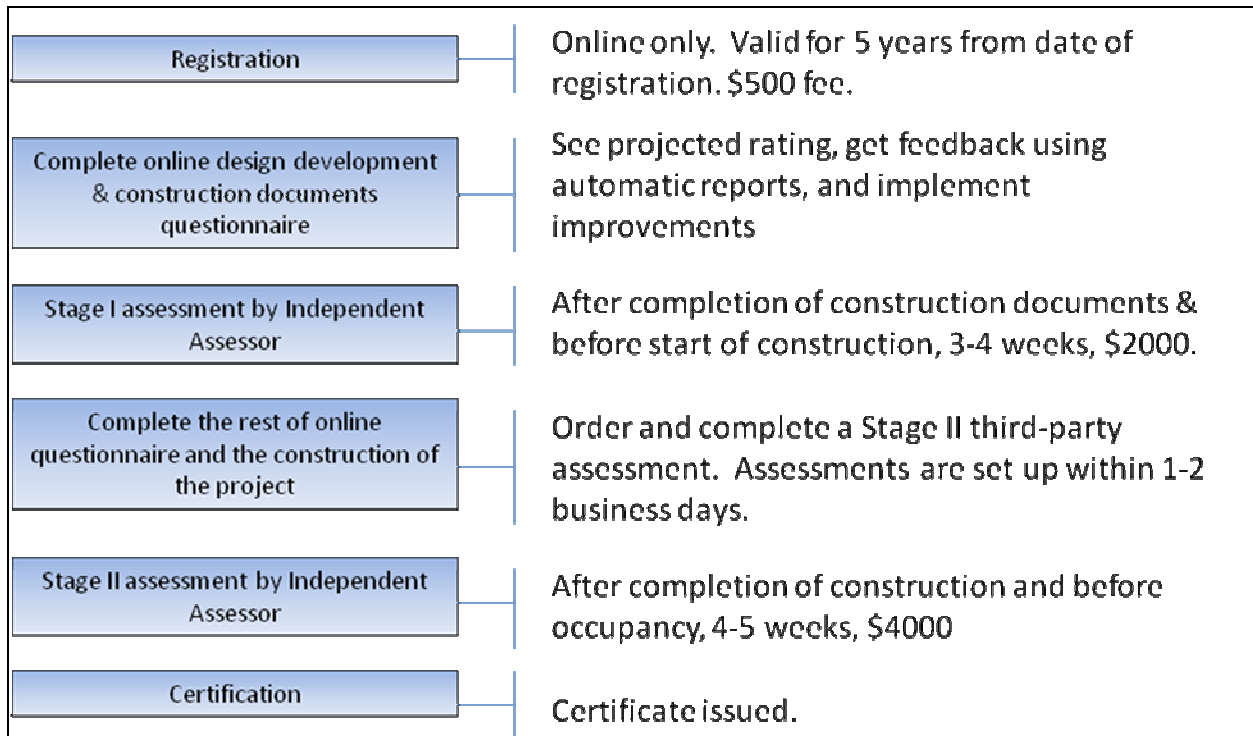 Registration
Online only.  Valid for 5 years from date of
registration. $500 fee.
Complete online design development
& construction documents
questionnaire
See projected rating, get feedback using
automatic reports, and implement
improvements
Stage I assessment by Independent
Assessor
After completion of construction documents &
before start of construction, 3-4 weeks, $2000.
Complete the rest of online
questionnaire and the construction of
the project
Order and complete a Stage II third-party
assessment.  Assessments are set up within 1-2
business days.
Stage II assessment by Independent
Assessor
After completion of construction and before
occupancy, 4-5 weeks, $4000
Certification
Certificate issued.